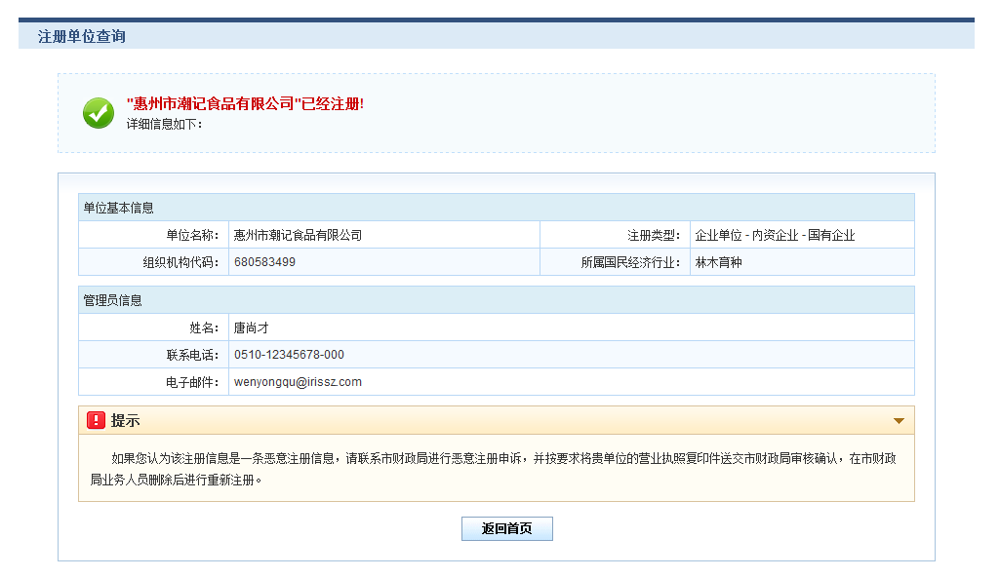 注册单位查询
"惠州市潮记食品有限公司"已经注册!
详细信息如下：
单位基本信息
单位名称： 惠州市潮记食品有限公司 注册类型： 企业单位 - 内资企业 - 国有企业
组织机构代码： 680583499 所属国民经济行业： 林木育种
管理员信息
姓名： 唐尚才
联系电话： 0510-12345678-000
电子邮件： wenyongqu@irissz.com
提示
如果您认为该注册信息是一条恶意注册信息，请联系市财政局进行恶意注册申诉，并按要求将贵单位的营业执照复印件送交市财政局审核确认，在市财政
局业务人员删除后进行重新注册。
返回首页